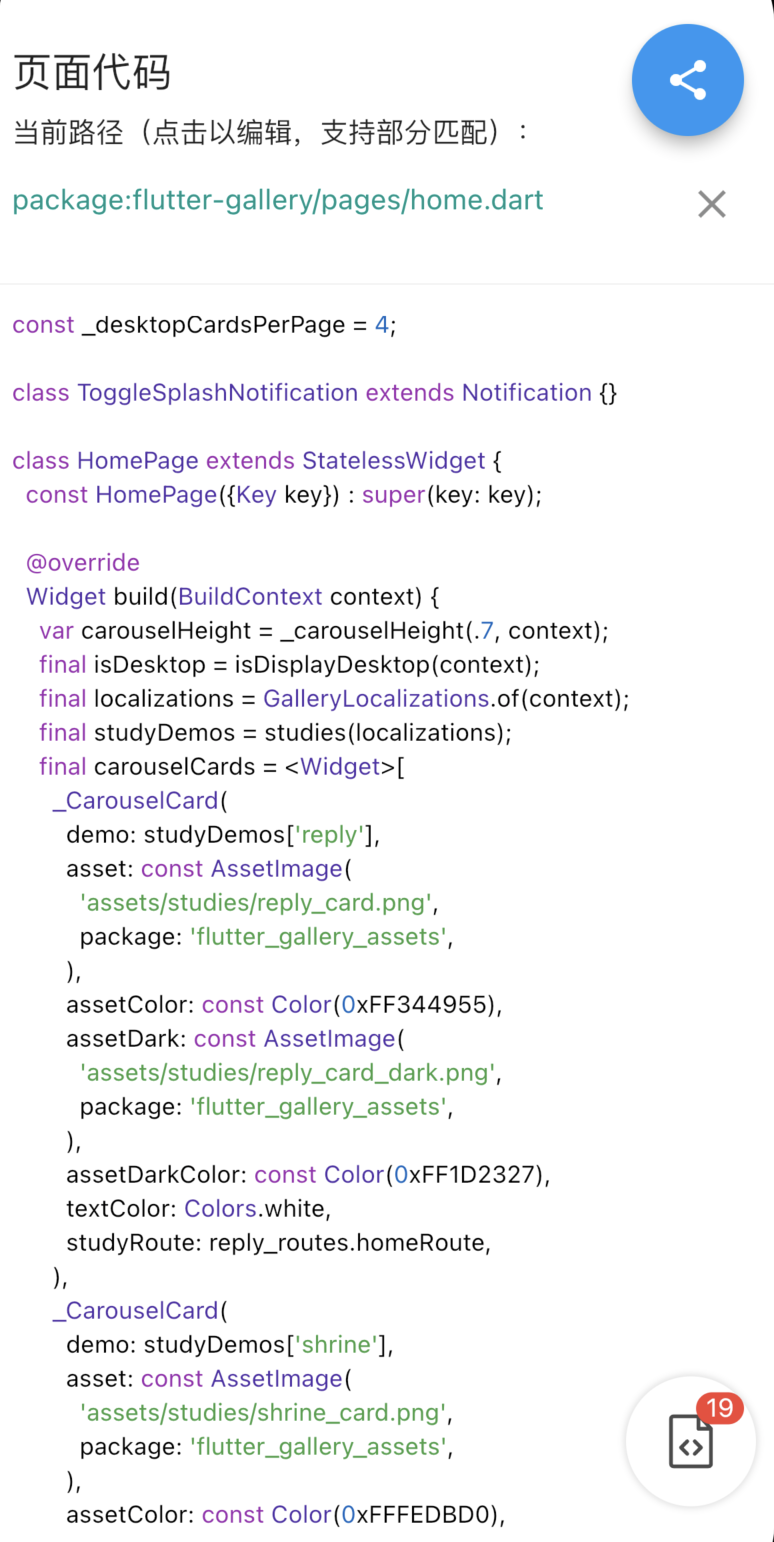 页面代码
当前路径（点击以编辑，支持部分匹配）：
package:flutter-gallery/pages/home.dart
const _desktopCardsPerPage = 4;
class ToggleSplashNotification extends Notification {}
class HomePage extends StatelessWidget {
const HomePage({Key key}) : super(key: key);
@override
Widget build(BuildContext context) {
var carouselHeight = _carouselHeight(.7, context);
final isDesktop = isDisplayDesktop(context);
final localizations = GalleryLocalizations.of(context);
final studyDemos = studies(localizations);
final carouselCards = <Widget>[
_CarouselCard(
demo: studyDemos['reply'],
asset: const AssetImage(
'assets/studies/reply_card.png',
package: 'flutter_gallery_assets',
),
assetColor: const Color(0xFF344955),
assetDark: const AssetImage(
'assets/studies/reply_card_dark.png',
package: 'flutter_gallery_assets',
),
assetDarkColor: const Color(0xFF1D2327),
textColor: Colors.white,
studyRoute: reply_routes.homeRoute,
),
_CarouselCard(
demo: studyDemos['shrine'],
asset: const AssetImage(
'assets/studies/shrine_card.png',
package: 'flutter_gallery_assets',
),
assetColor: const Color(0xFFFEDBD0),
19